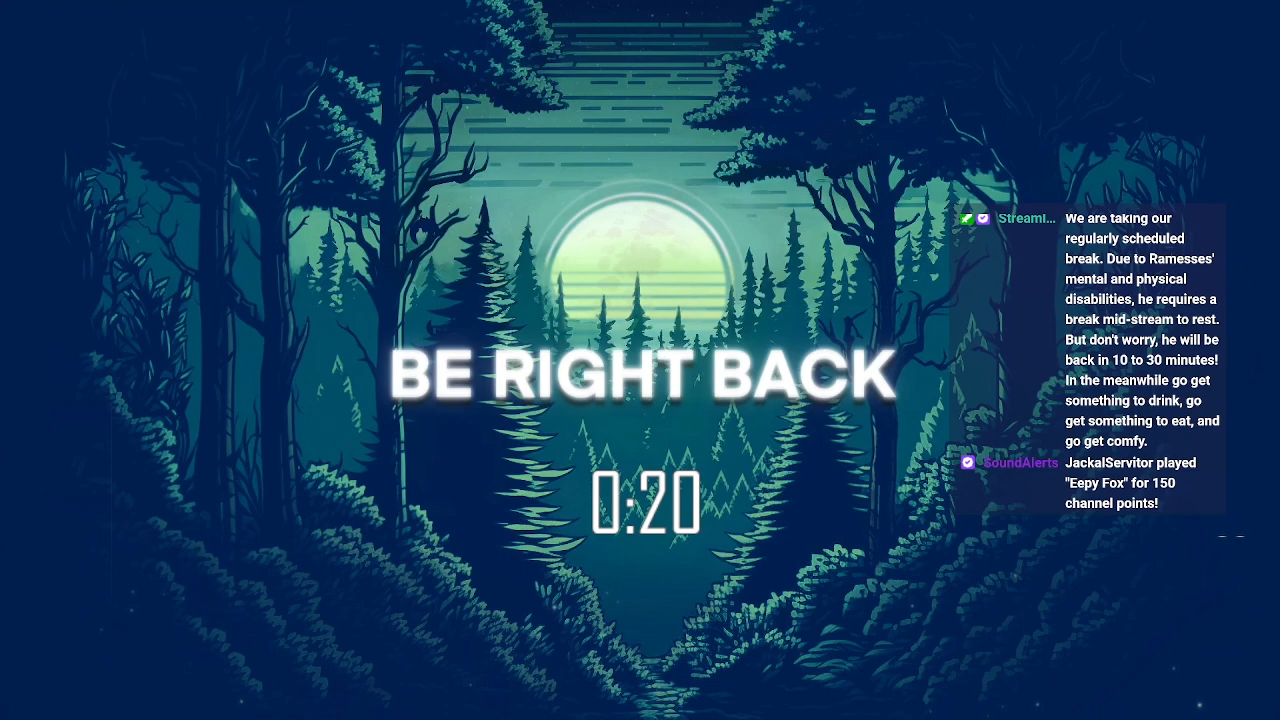 StreamI... We are taking our
regularly scheduled
break. Due to Ramesses'
mental and physical
disabilities, he requires a
break mid-stream to rest.
But don't worry, he will be
back in 10 to 30 minutes!
In the meanwhile go get
something to drink, go
get something to eat, and
go get comfy.
SoundAlerts JackalServitor played
"Eepy Fox" for 150
channel points!
BE RIGHT BACK
0:20